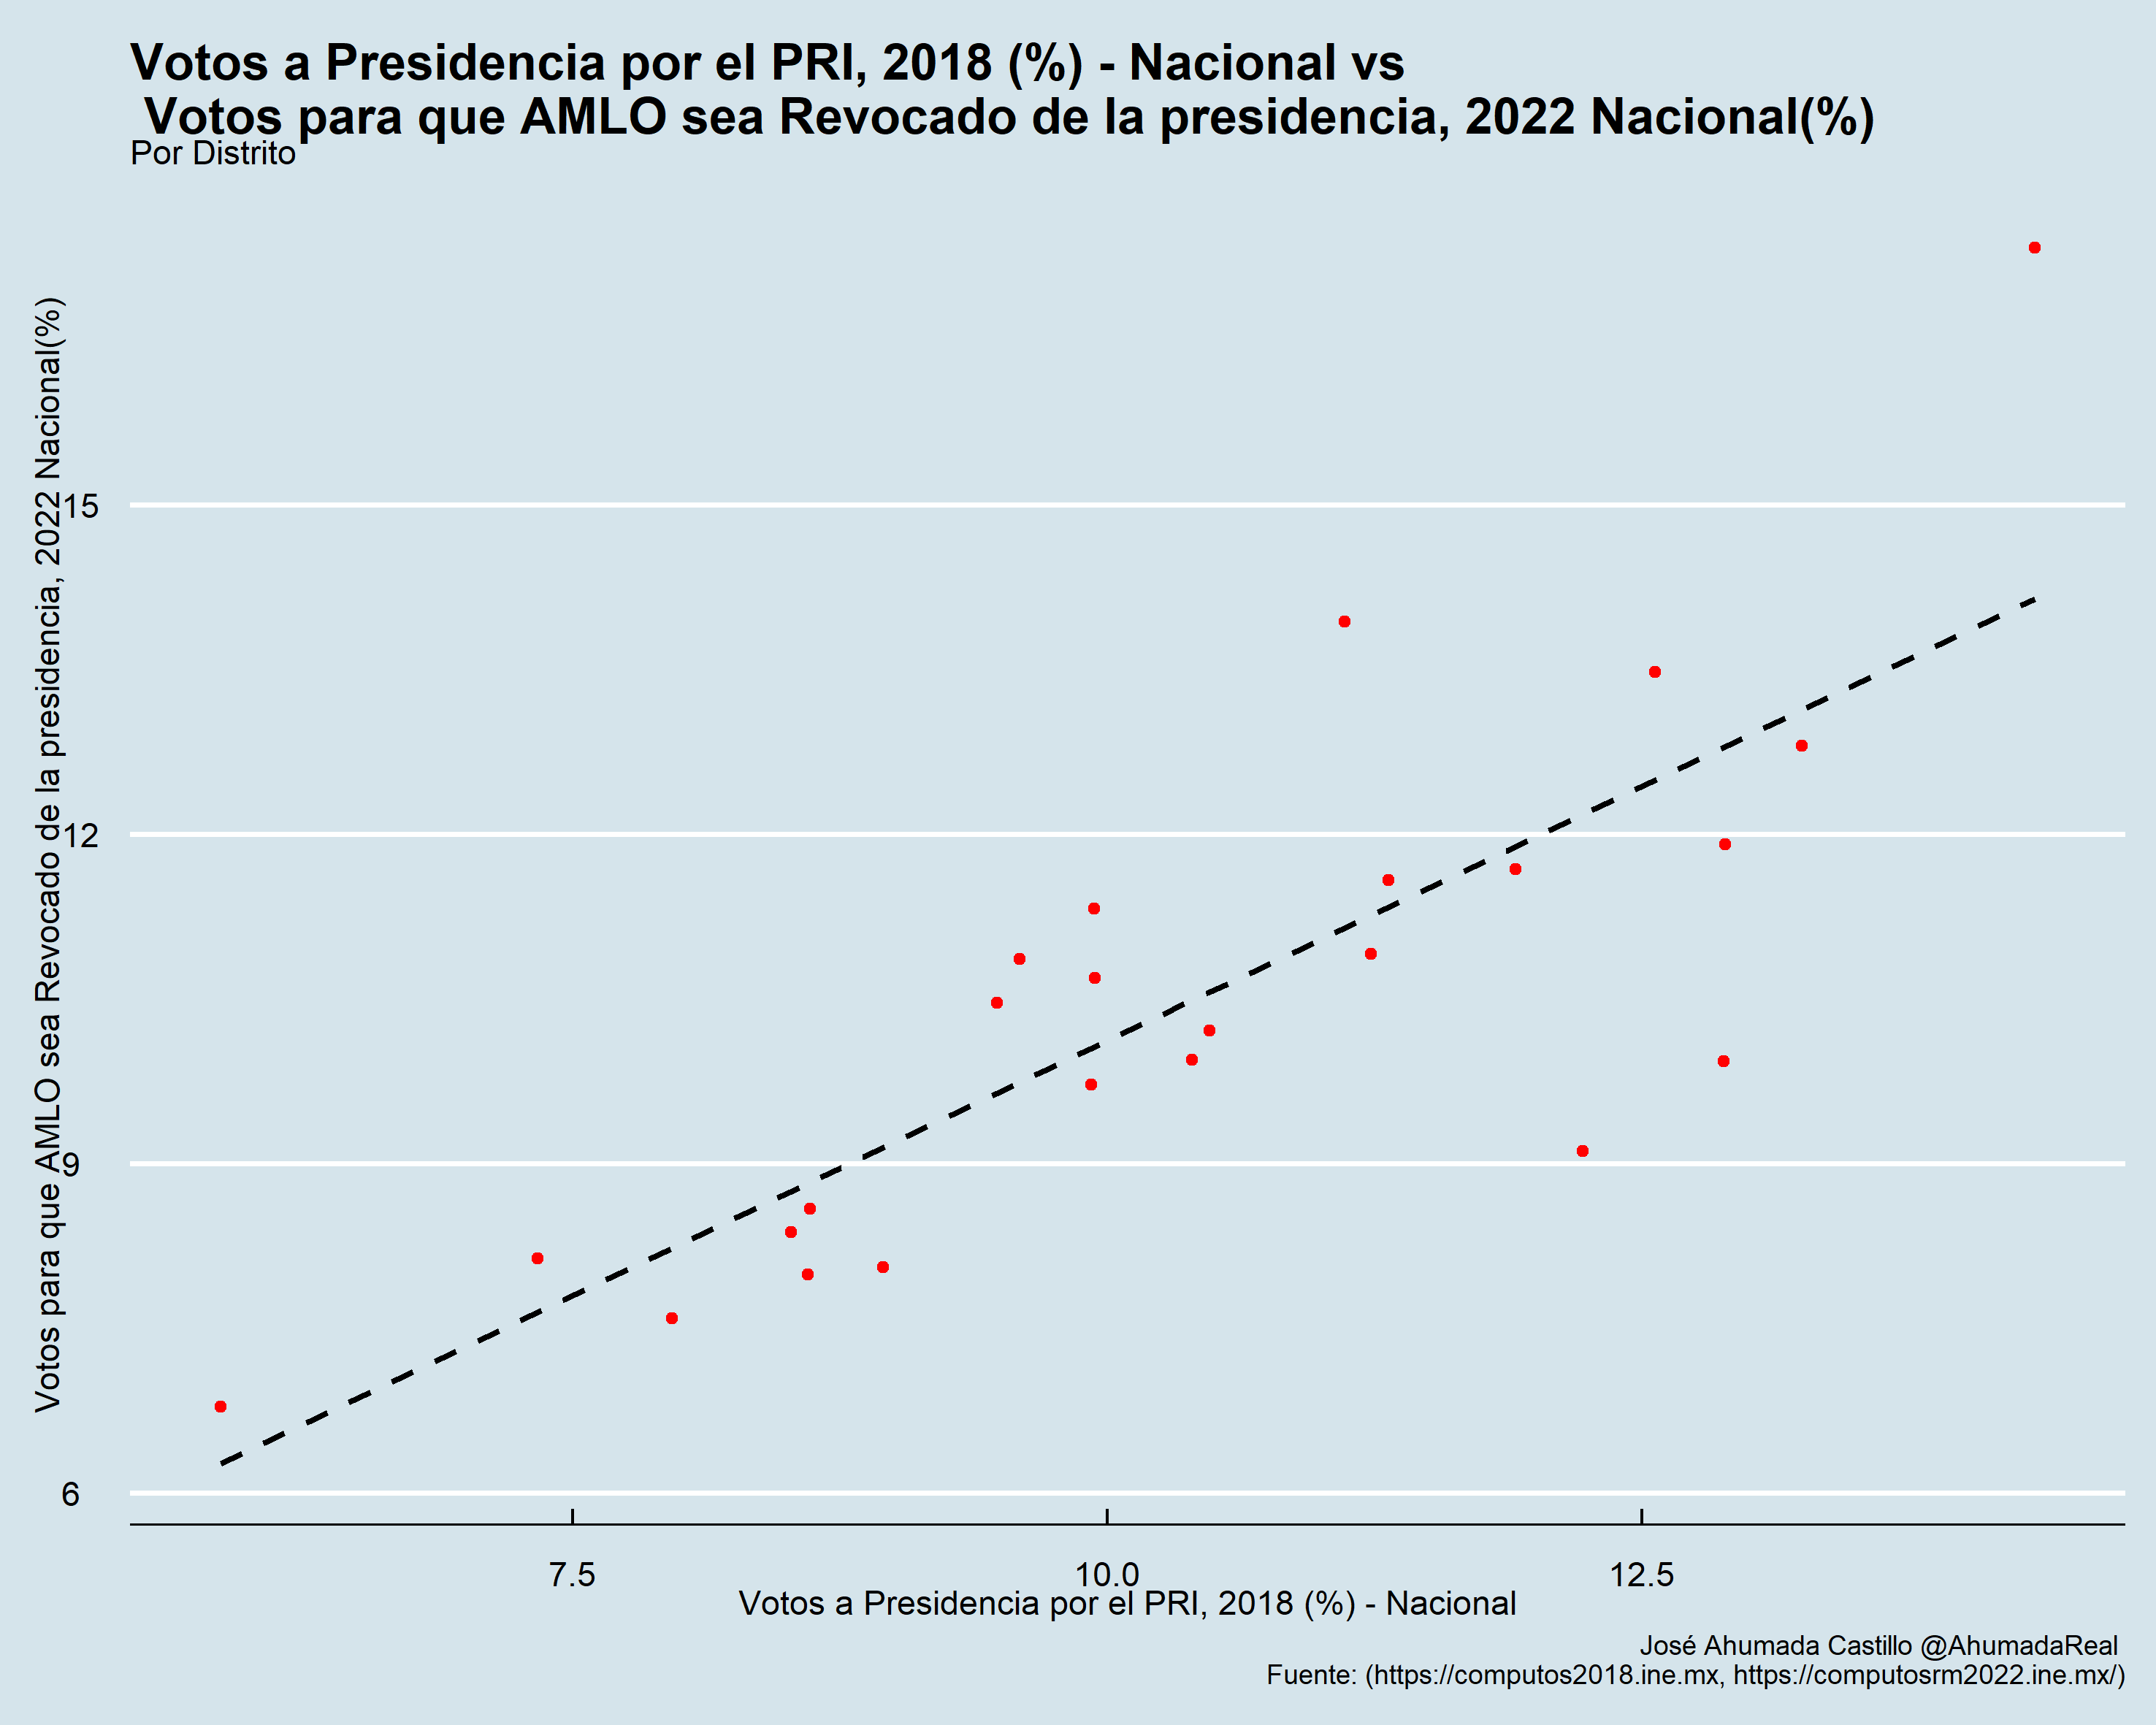 Votos a Presidencia por el PRI, 2018 (%) - Nacional vs
Votos para que AMLO sea Revocado de la presidencia, 2022 Nacional(%)
Por Distrito
Votos para que AMLO sea Revocado de la presidencia, 2022 Nacional(%)
15
12
9
6
7.5
10.0
12.5
Votos a Presidencia por el PRI, 2018 (%) - Nacional
José Ahumada Castillo @AhumadaReal
Fuente: (https://computos2018.ine.mx, https://computosrm2022.ine.mx/)